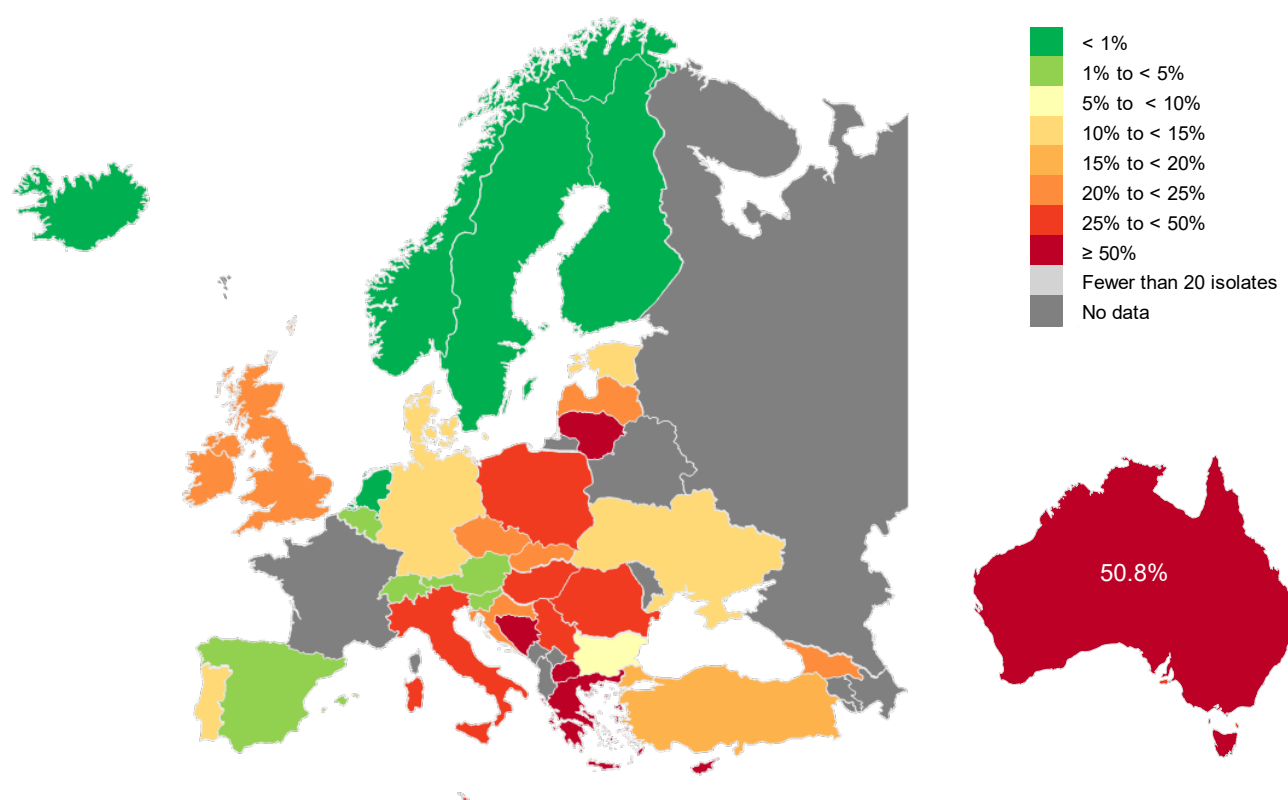 < 1%
1% to < 5%
5% to < 10%
10% to < 15%
15% to < 20%
20% to < 25%
25% to < 50%
≥ 50%
Fewer than 20 isolates
No data
50.8%